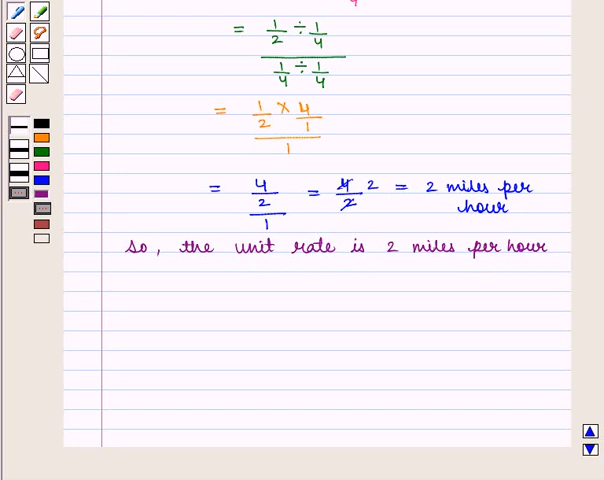 4
= 1/2 ÷ 1/4
1/4 ÷ 1/4
= 1/2 × 4/1
1
= 4/2/1 = 4/2 2 = 2 miles per
hour
So, the unit rate is 2 miles per hour